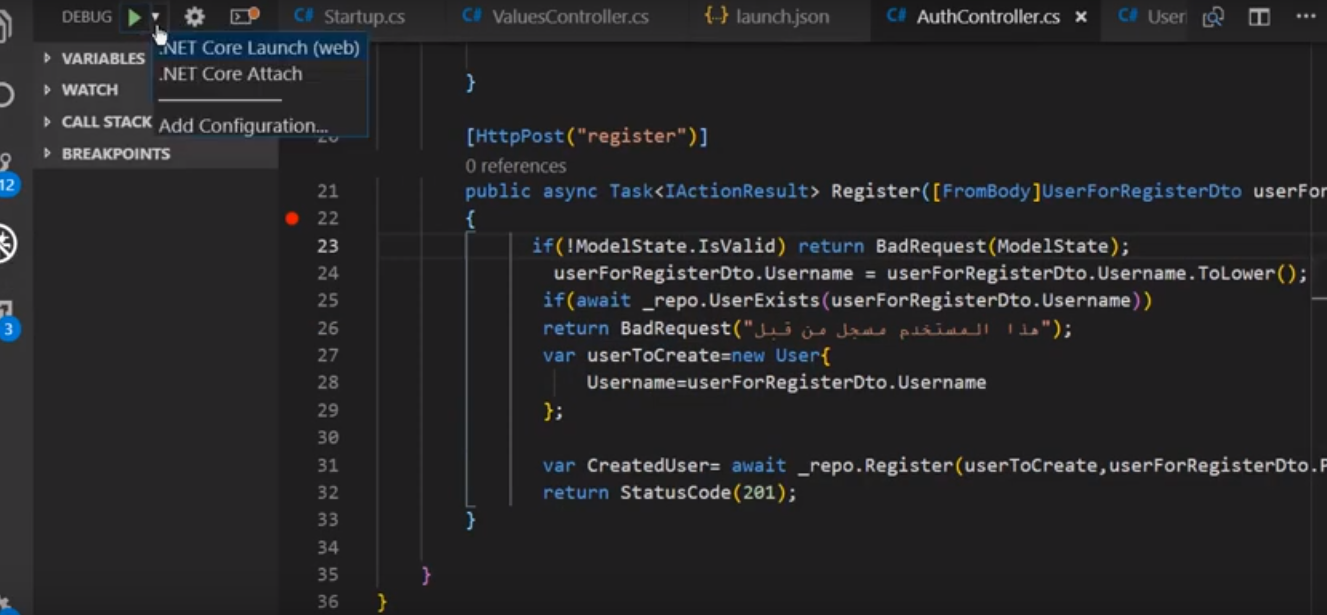 DEBUG
C# Startup.cs
C# ValuesController.cs
{..} launch.json
C# AuthController.cs ×
C# User
.NET Core Launch (web)
.NET Core Attach
Add Configuration...
VARIABLES
WATCH
CALL STACK
BREAKPOINTS
12
3
}
20 [HttpPost("register")]
0 references
21 public async Task<IActionResult> Register([FromBody]UserForRegisterDto userFor
22 {
23 if(!ModelState.IsValid) return BadRequest(ModelState);
24 userForRegisterDto.Username = userForRegisterDto.Username.ToLower();
25 if(await _repo.UserExists(userForRegisterDto.Username))
26 return BadRequest("هذا المستخدم مسجل من قبل");
27 var userToCreate=new User{
28 Username=userForRegisterDto.Username
29 };
30
31 var CreatedUser= await _repo.Register(userToCreate,userForRegisterDto.P
32 return StatusCode(201);
33 }
34
35 }
36 }